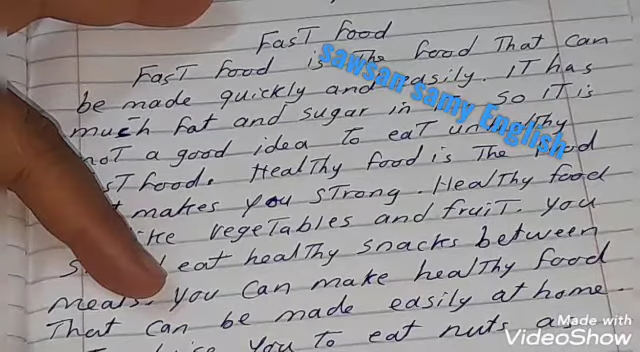 Fast Food
Fast food is The food That can
be made quickly and easily. IT has
much fat and sugar in So iT is
noT a good idea to eaT unhealthy
food. Healthy food is The food
makes you sTrong. Healthy food
vegeTables and fruiT. you
eat healthy snacks between
meals. you can make healthy food
That can be made easily at home.
you to eat nuts as
sawsan samy English
Made with
VideoShow